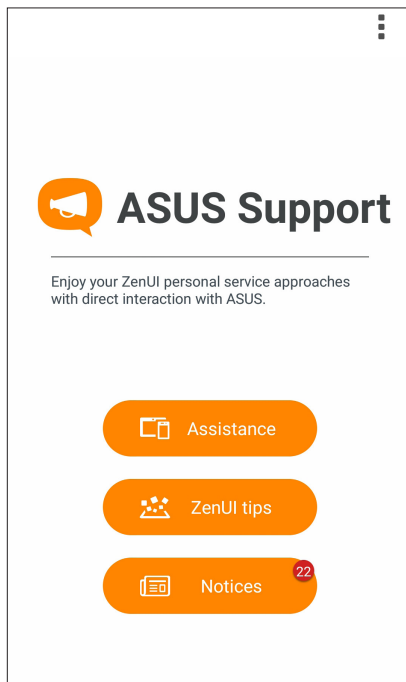 ASUS Support
Enjoy your ZenUI personal service approaches
with direct interaction with ASUS.
Assistance
ZenUI tips
22
Notices